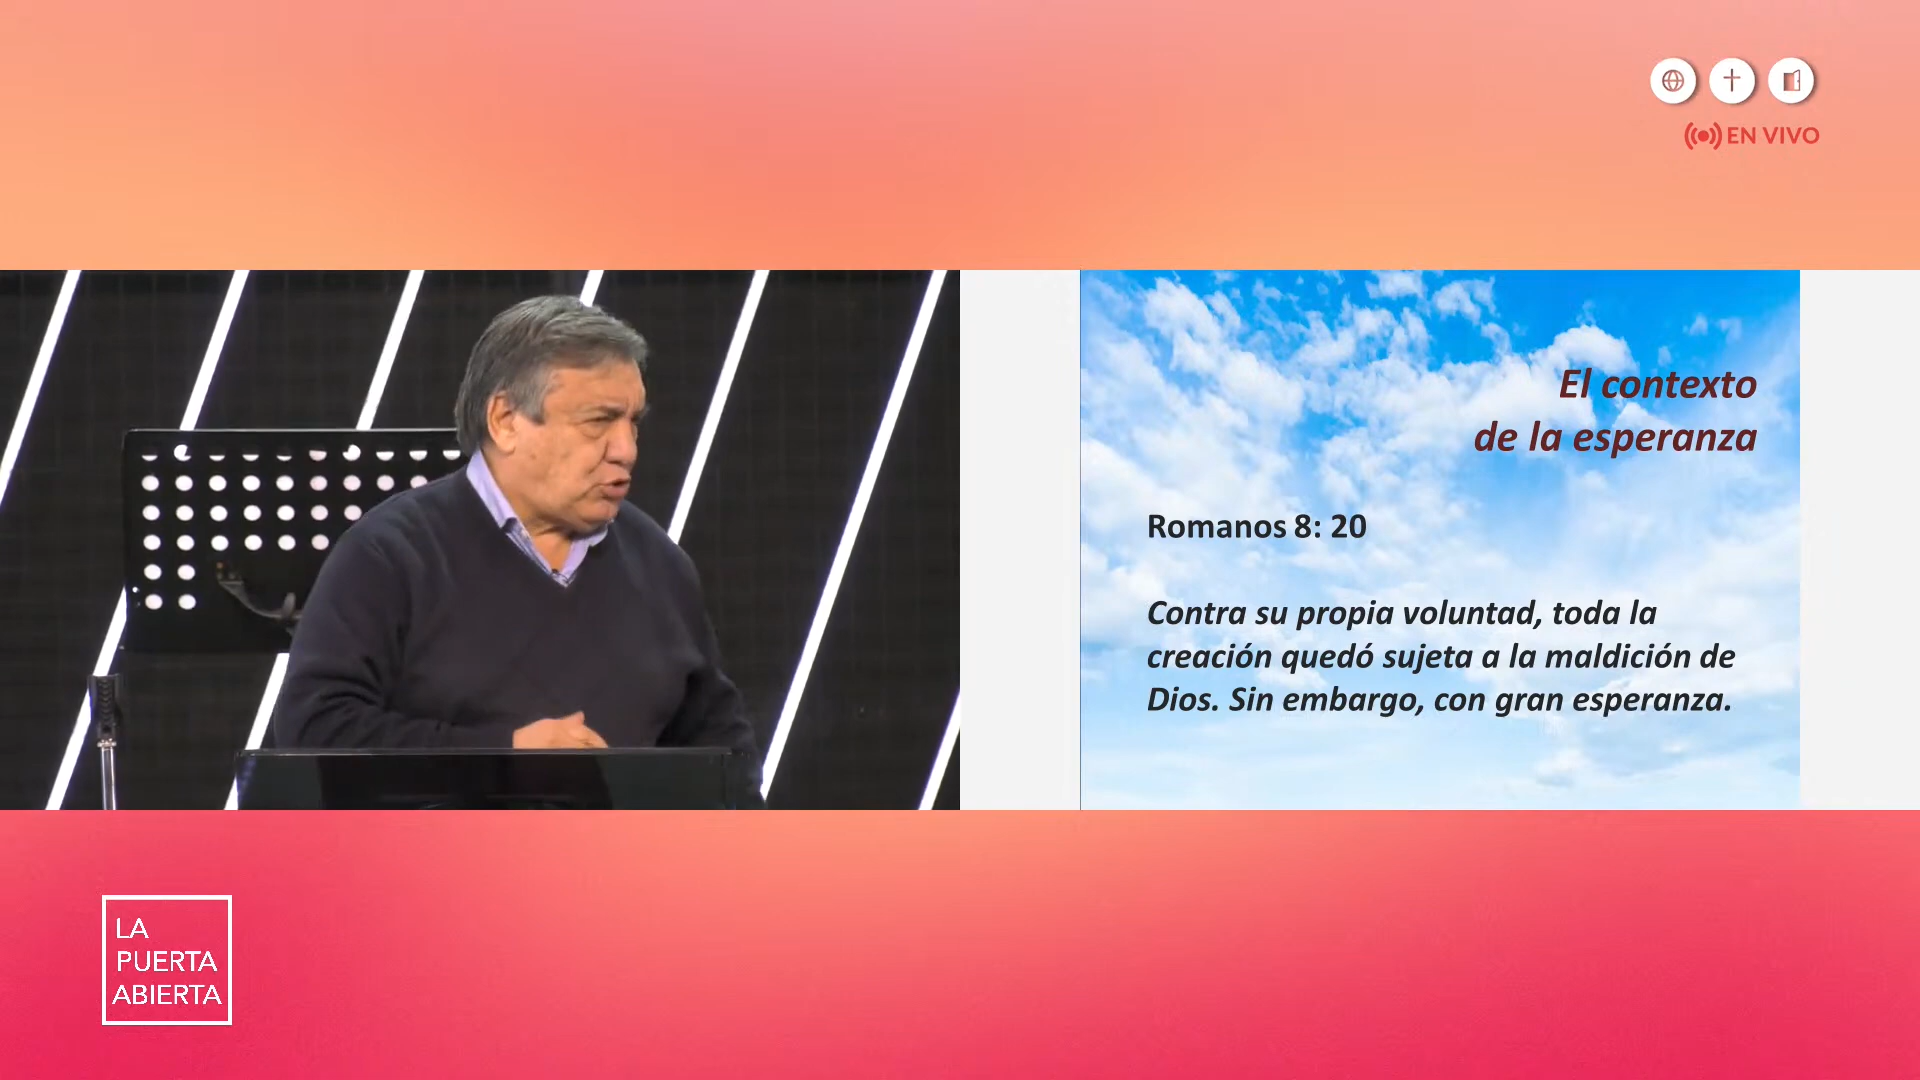 EN VIVO
El contexto
de la esperanza
Romanos 8: 20
Contra su propia voluntad, toda la
creación quedó sujeta a la maldición de
Dios. Sin embargo, con gran esperanza.
LA
PUERTA
ABIERTA